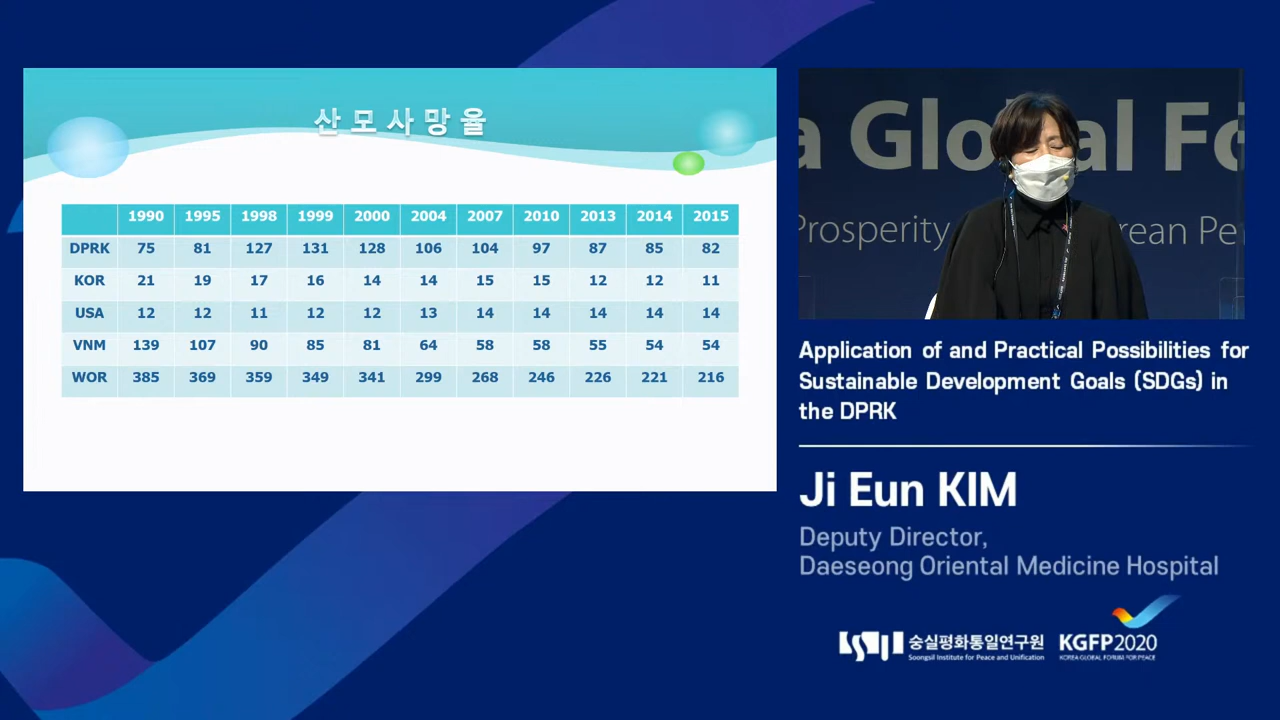 산모사망율
1990 1995 1998 1999 2000 2004 2007 2010 2013 2014 2015
DPRK 75 81 127 131 128 106 104 97 87 85 82
KOR 21 19 17 16 14 14 15 15 12 12 11
USA 12 12 11 12 12 13 14 14 14 14 14
VNM 139 107 90 85 81 64 58 58 55 54 54
WOR 385 369 359 349 341 299 268 246 226 221 216
a Global Fo
Prosperity rean Pe
Application of and Practical Possibilities for
Sustainable Development Goals (SDGs) in
the DPRK
Ji Eun KIM
Deputy Director,
Daeseong Oriental Medicine Hospital
숭실평화통일연구원
Soongsil Institute for Peace and Unification
KGFP2020
KOREA GLOBAL FORUM FOR PEACE